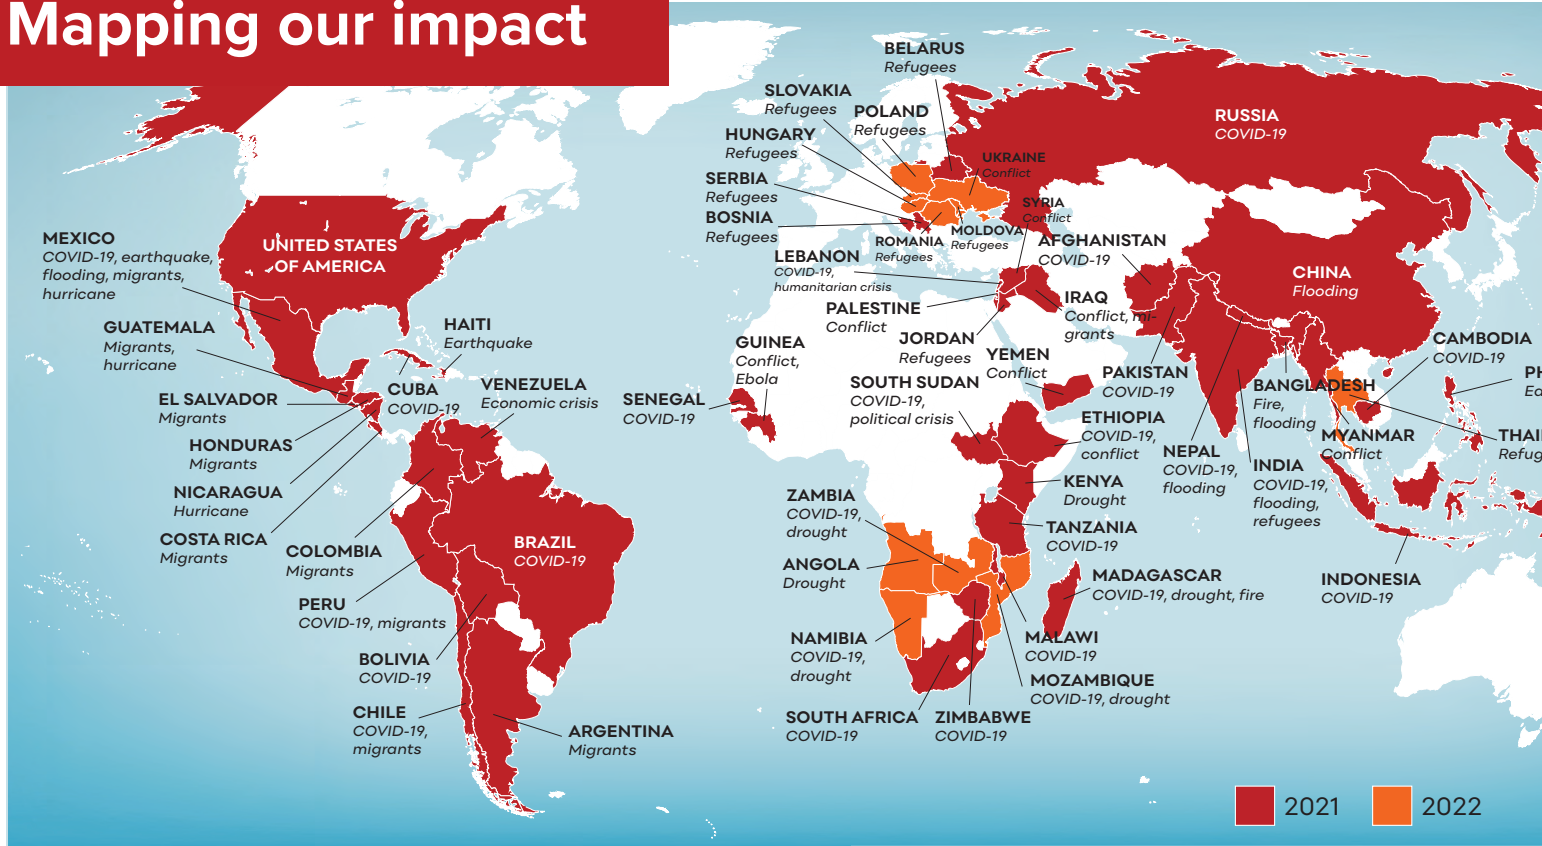 Mapping our impact
BELARUS
Refugees
SLOVAKIA
Refugees
POLAND
Refugees
HUNGARY
Refugees
UKRAINE
Conflict
SERBIA
Refugees
BOSNIA
Refugees
SYRIA
Conflict
MOLDOVA
Refugees
ROMANIA
Refugees
RUSSIA
COVID-19
LEBANON
COVID-19,
humanitarian crisis
AFGHANISTAN
COVID-19
PALESTINE
Conflict
IRAQ
Conflict, mi-
grants
JORDAN
Refugees
YEMEN
Conflict
CHINA
Flooding
UNITED STATES
OF AMERICA
MEXICO
COVID-19, earthquake,
flooding, migrants,
hurricane
GUATEMALA
Migrants,
hurricane
HAITI
Earthquake
EL SALVADOR
Migrants
CUBA
COVID-19
VENEZUELA
Economic crisis
HONDURAS
Migrants
NICARAGUA
Hurricane
COSTA RICA
Migrants
COLOMBIA
Migrants
BRAZIL
COVID-19
PERU
COVID-19, migrants
BOLIVIA
COVID-19
CHILE
COVID-19,
migrants
ARGENTINA
Migrants
GUINEA
Conflict,
Ebola
SENEGAL
COVID-19
SOUTH SUDAN
COVID-19,
political crisis
ETHIOPIA
COVID-19,
conflict
KENYA
Drought
TANZANIA
COVID-19
ZAMBIA
COVID-19,
drought
ANGOLA
Drought
MADAGASCAR
COVID-19, drought, fire
NAMIBIA
COVID-19,
drought
MALAWI
COVID-19
MOZAMBIQUE
COVID-19, drought
SOUTH AFRICA
COVID-19
ZIMBABWE
COVID-19
PAKISTAN
COVID-19
NEPAL
COVID-19,
flooding
INDIA
COVID-19,
flooding,
refugees
BANGLADESH
Fire,
flooding
MYANMAR
Conflict
CAMBODIA
COVID-19
PH
Ea
THAI
Refug
INDONESIA
COVID-19
2021
2022